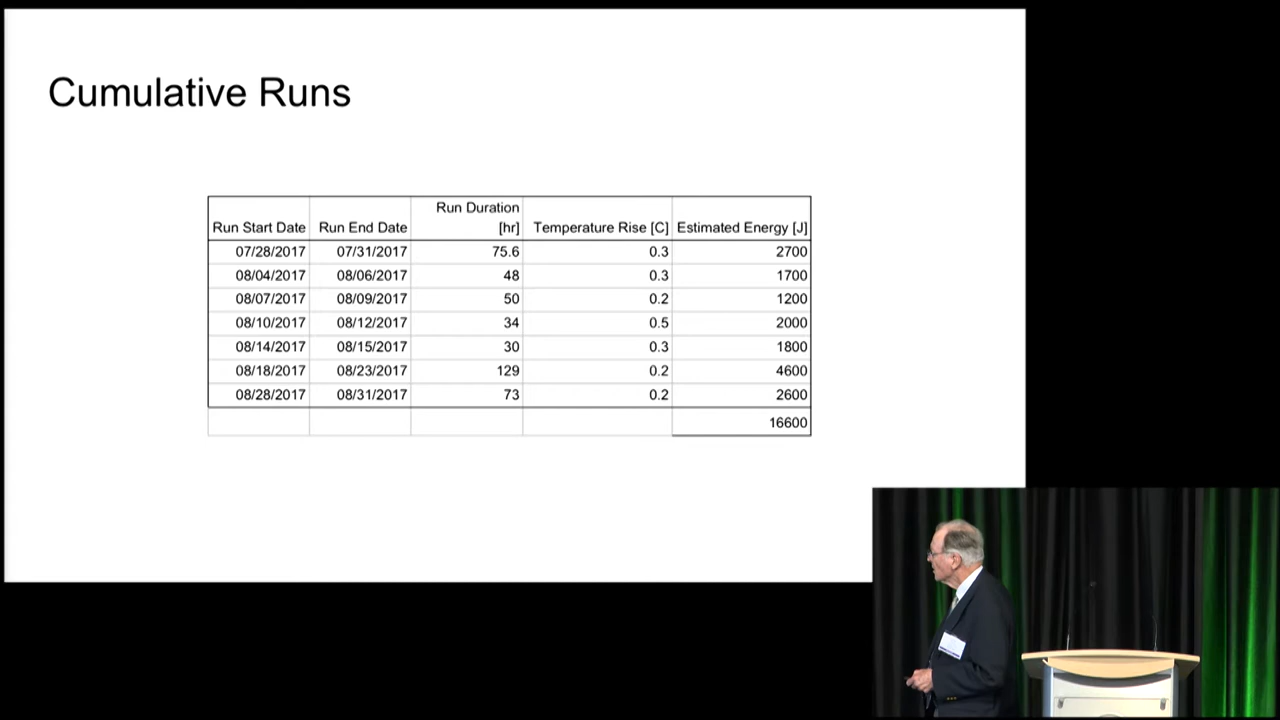 Cumulative Runs
Run Duration
Run Start Date Run End Date [hr] Temperature Rise [C] Estimated Energy [J]
07/28/2017 07/31/2017 75.6 0.3 2700
08/04/2017 08/06/2017 48 0.3 1700
08/07/2017 08/09/2017 50 0.2 1200
08/10/2017 08/12/2017 34 0.5 2000
08/14/2017 08/15/2017 30 0.3 1800
08/18/2017 08/23/2017 129 0.2 4600
08/28/2017 08/31/2017 73 0.2 2600
16600